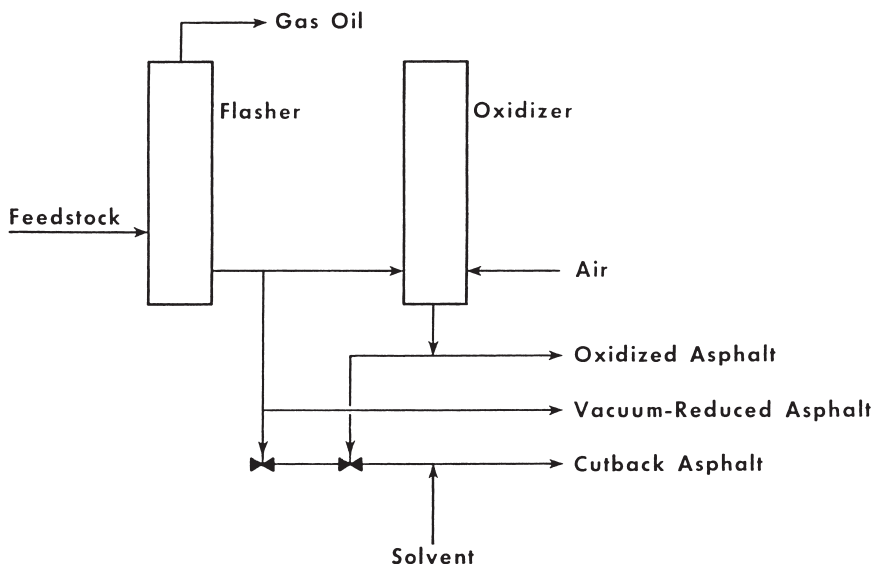 Gas Oil
Flasher
Oxidizer
Feedstock
Air
Oxidized Asphalt
Vacuum-Reduced Asphalt
Cutback Asphalt
Solvent